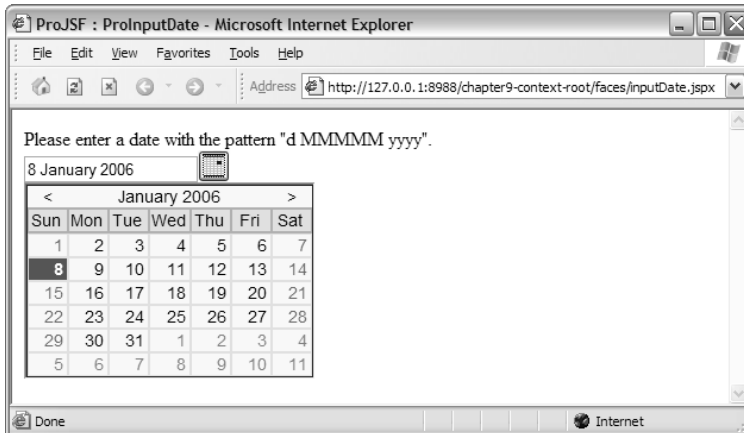 ProJSF : ProInputDate - Microsoft Internet Explorer
File Edit View Favorites Tools Help
Address http://127.0.0.1:8988/chapter9-context-root/faces/inputDate.jspx
Please enter a date with the pattern "d MMMMM yyyy".
8 January 2006
< January 2006 >
Sun Mon Tue Wed Thu Fri Sat
1 2 3 4 5 6 7
8 9 10 11 12 13 14
15 16 17 18 19 20 21
22 23 24 25 26 27 28
29 30 31 1 2 3 4
5 6 7 8 9 10 11
Done Internet